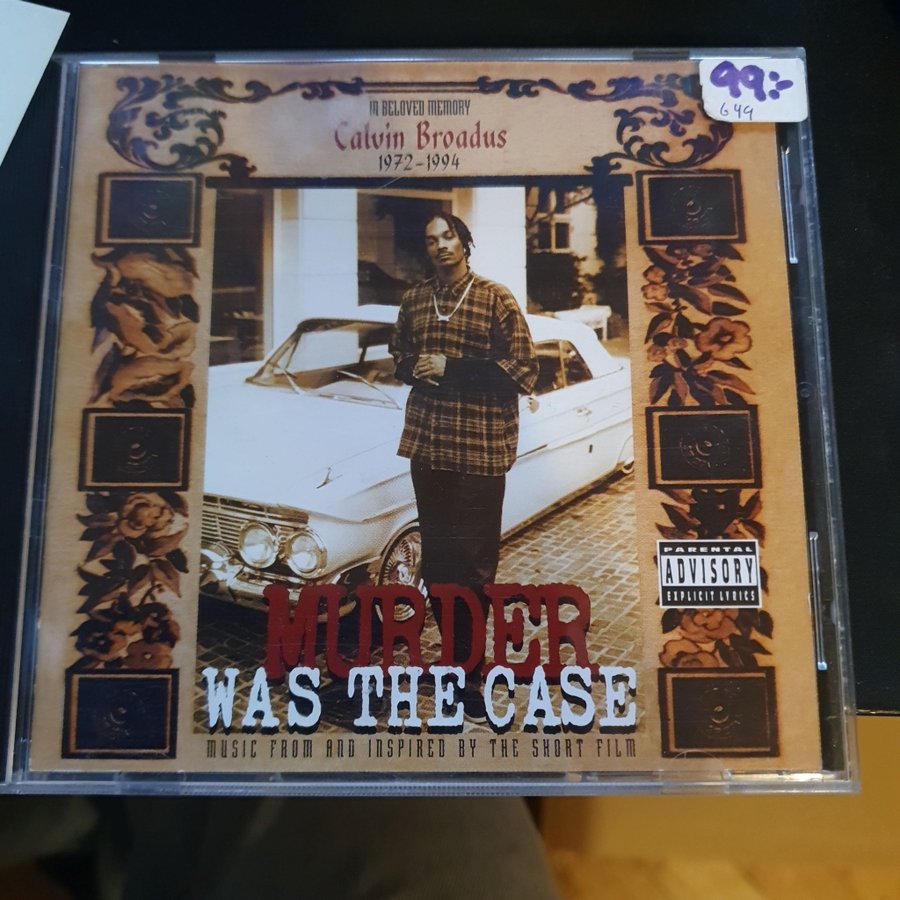 99:-
G49
IN BELOVED MEMORY
Calvin Broadus
1972-1994
PARENTAL
ADVISORY
EXPLICIT LYRICS
MURDER
WAS THE CASE
MUSIC FROM AND INSPIRED BY THE SHORT FILM